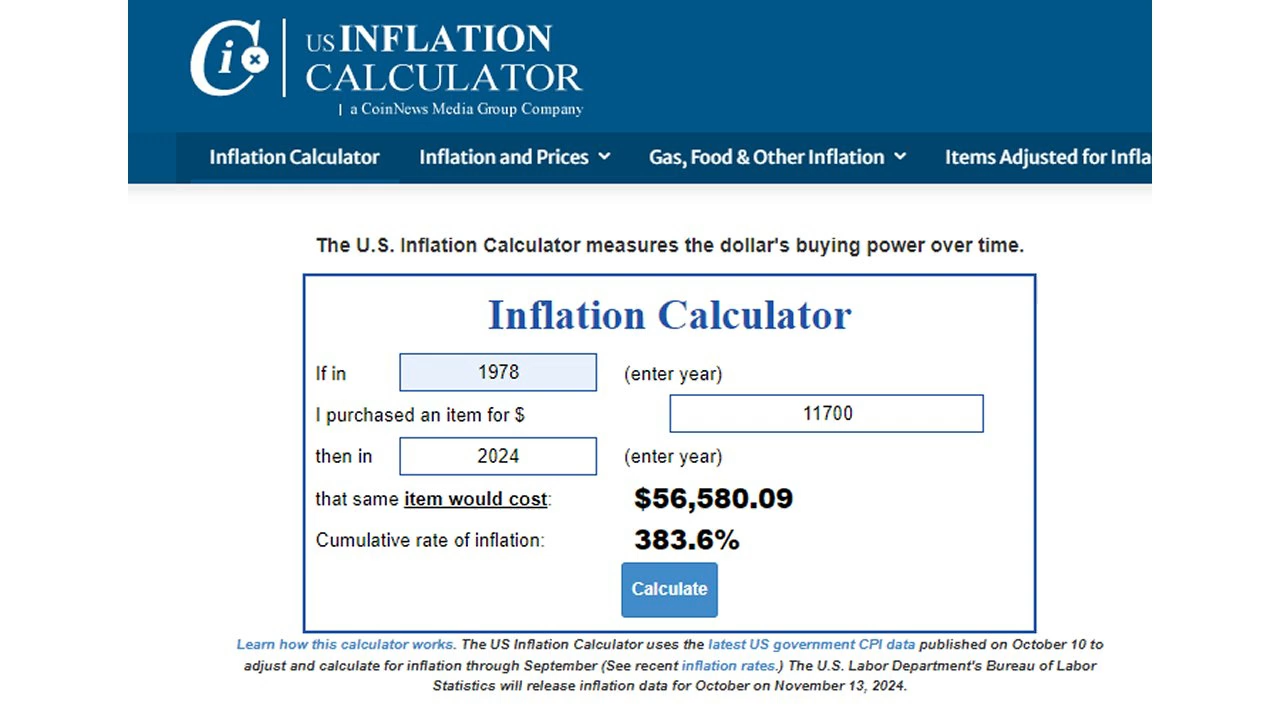 US INFLATION
CALCULATOR
| a CoinNews Media Group Company
Inflation Calculator Inflation and Prices Gas, Food & Other Inflation Items Adjusted for Infla
The U.S. Inflation Calculator measures the dollar's buying power over time.
Inflation Calculator
If in 1978 (enter year)
I purchased an item for $ 11700
then in 2024 (enter year)
that same item would cost: $56,580.09
Cumulative rate of inflation: 383.6%
Calculate
Learn how this calculator works. The US Inflation Calculator uses the latest US government CPI data published on October 10 to
adjust and calculate for inflation through September (See recent inflation rates.) The U.S. Labor Department's Bureau of Labor
Statistics will release inflation data for October on November 13, 2024.